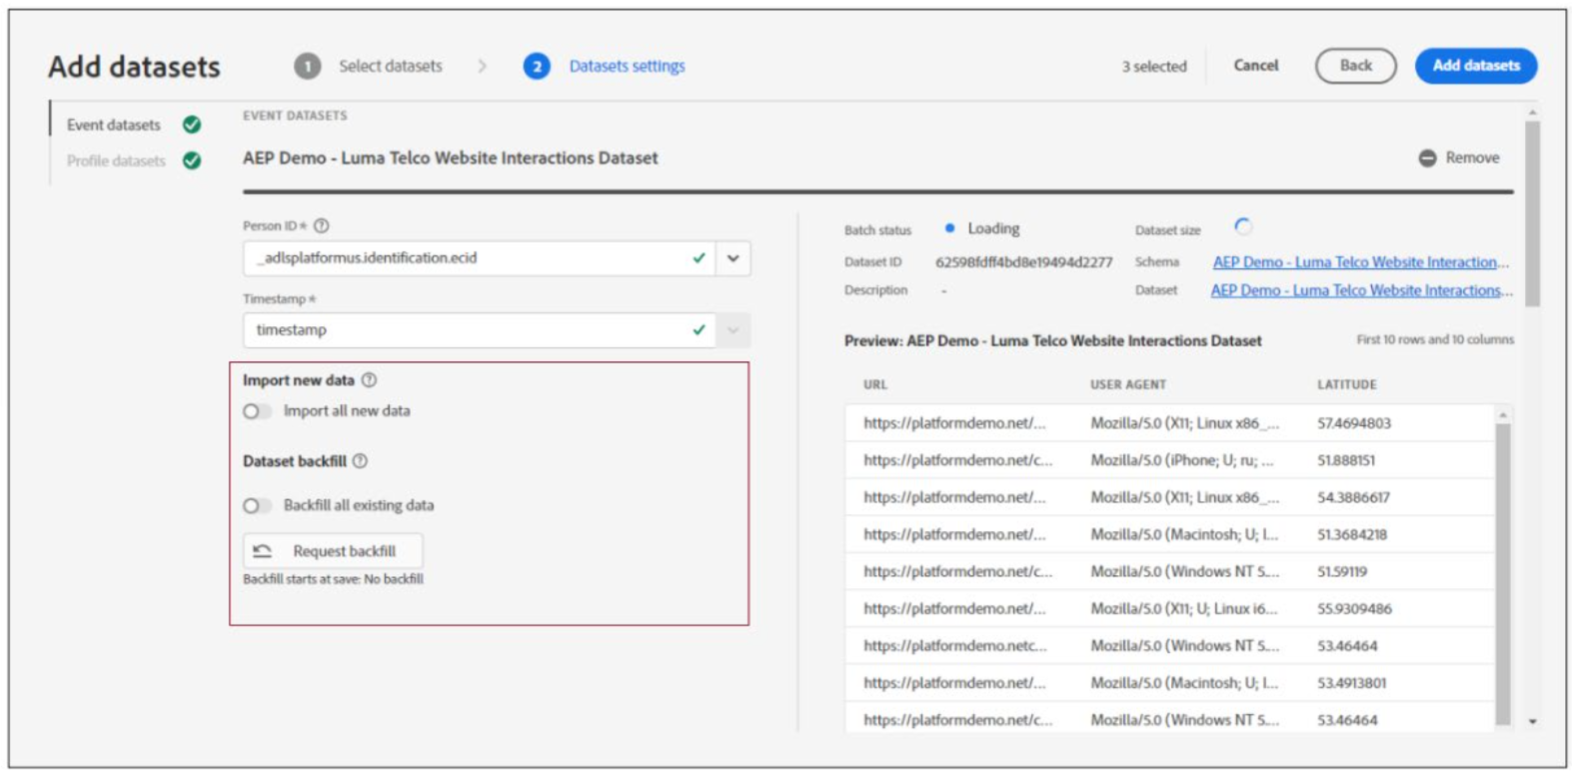 Add datasets
1 Select datasets > 2 Datasets settings
3 selected Cancel Back Add datasets
Event datasets
Profile datasets
EVENT DATASETS
AEP Demo - Luma Telco Website Interactions Dataset
Remove
Person ID * ?
_adlsplatformus.identification.ecid
Timestamp *
timestamp
Import new data ?
Import all new data
Dataset backfill ?
Backfill all existing data
Request backfill
Backfill starts at save: No backfill
Batch status Loading Dataset size
Dataset ID 62598fdff4bd8e19494d2277 Schema AEP Demo - Luma Telco Website Interaction...
Description - Dataset AEP Demo - Luma Telco Website Interactions...
Preview: AEP Demo - Luma Telco Website Interactions Dataset First 10 rows and 10 columns
URL USER AGENT LATITUDE
https://platformdemo.net/... Mozilla/5.0 (X11; Linux x86_... 57.4694803
https://platformdemo.net/c... Mozilla/5.0 (iPhone; U; ru; ... 51.888151
https://platformdemo.net/... Mozilla/5.0 (X11; Linux x86_... 54.3886617
https://platformdemo.net/... Mozilla/5.0 (Macintosh; U; I... 51.3684218
https://platformdemo.net/c... Mozilla/5.0 (Windows NT 5.... 51.59119
https://platformdemo.net/... Mozilla/5.0 (X11; U; Linux i6... 55.9309486
https://platformdemo.netc... Mozilla/5.0 (Windows NT 5.... 53.46464
https://platformdemo.net/... Mozilla/5.0 (Macintosh; U; I... 53.4913801
https://platformdemo.net/c... Mozilla/5.0 (Windows NT 5.... 53.46464